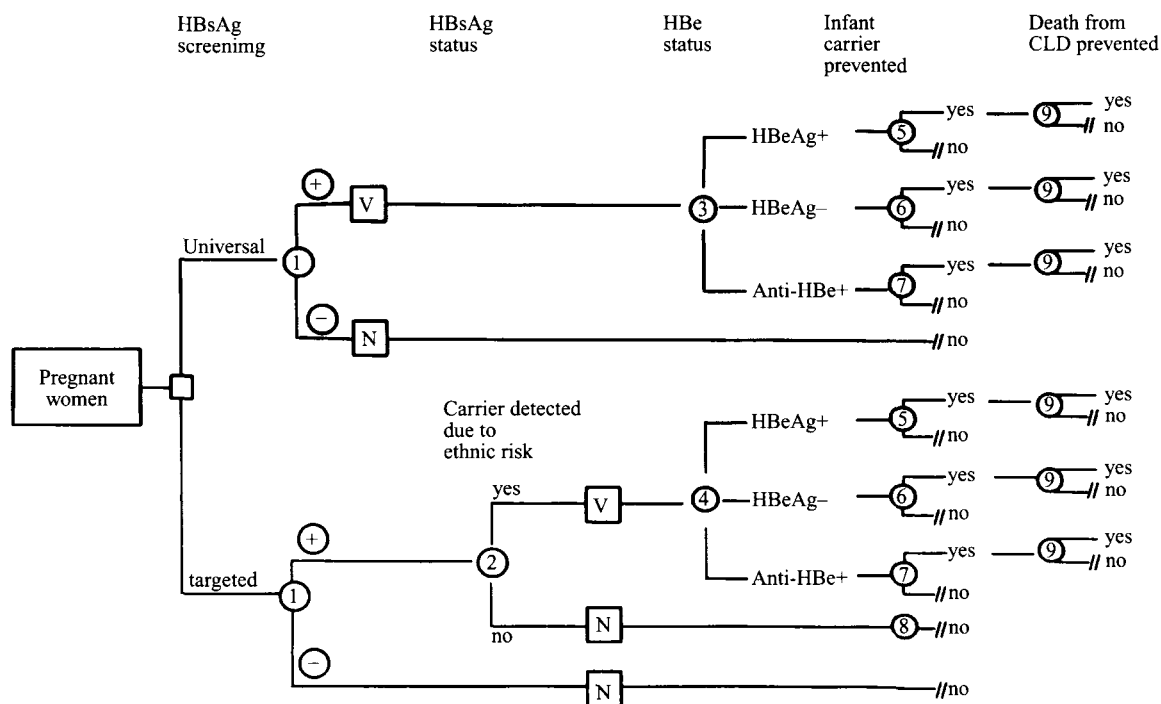 HBsAg
screenimg
HBsAg
status
HBe
status
Infant
carrier
prevented
Death from
CLD prevented
HBeAg+
5
yes
no
9
yes
no
+
V
3
HBeAg–
6
yes
no
9
yes
no
Universal
1
Anti-HBe+
7
yes
no
9
yes
no
–
N
no
Pregnant
women
Carrier detected
due to
ethnic risk
HBeAg+
5
yes
no
9
yes
no
yes
V
4
HBeAg–
6
yes
no
9
yes
no
+
2
targeted
1
Anti-HBe+
7
yes
no
9
yes
no
no
N
8
no
–
N
no